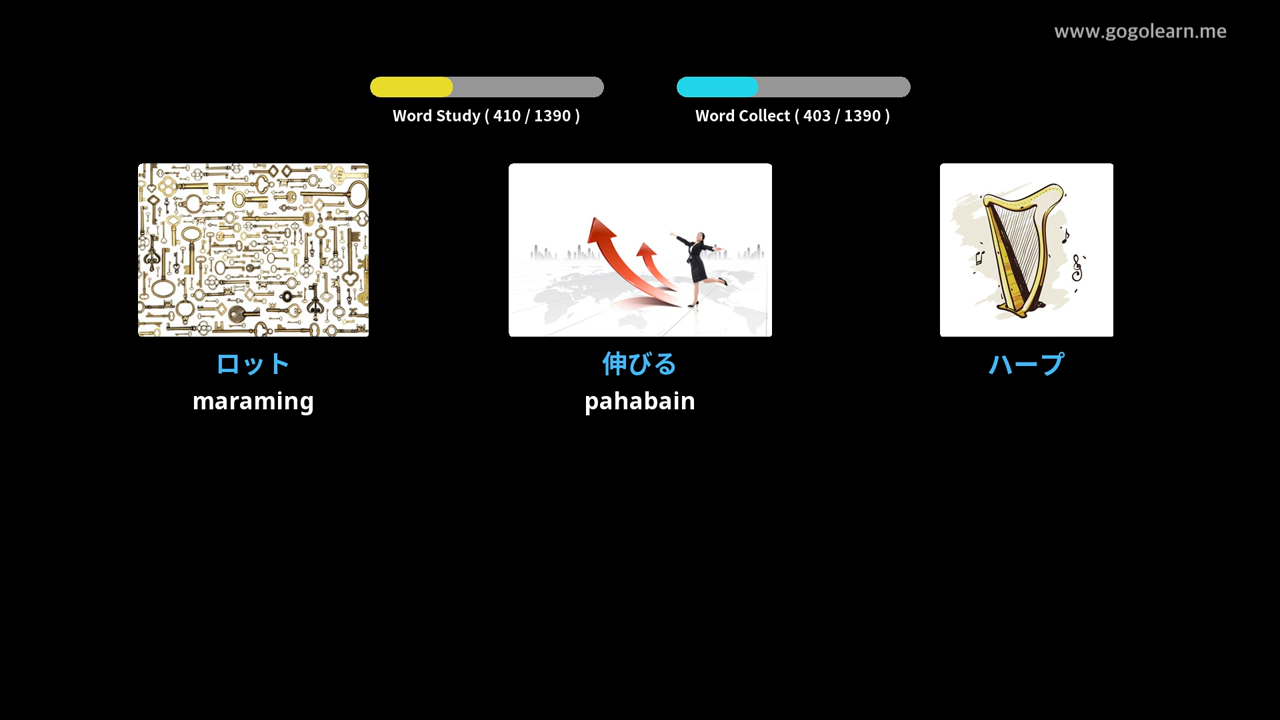 www.gogolearn.me
Word Study ( 410 / 1390 )
Word Collect ( 403 / 1390 )
ロット
伸びる
ハープ
maraming
pahabain